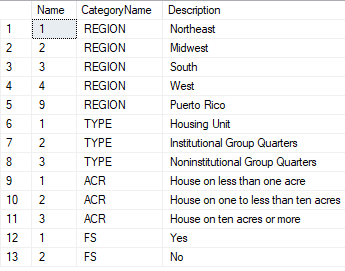 Name CategoryName Description
1 1 REGION Northeast
2 2 REGION Midwest
3 3 REGION South
4 4 REGION West
5 9 REGION Puerto Rico
6 1 TYPE Housing Unit
7 2 TYPE Institutional Group Quarters
8 3 TYPE Noninstitutional Group Quarters
9 1 ACR House on less than one acre
10 2 ACR House on one to less than ten acres
11 3 ACR House on ten acres or more
12 1 FS Yes
13 2 FS No